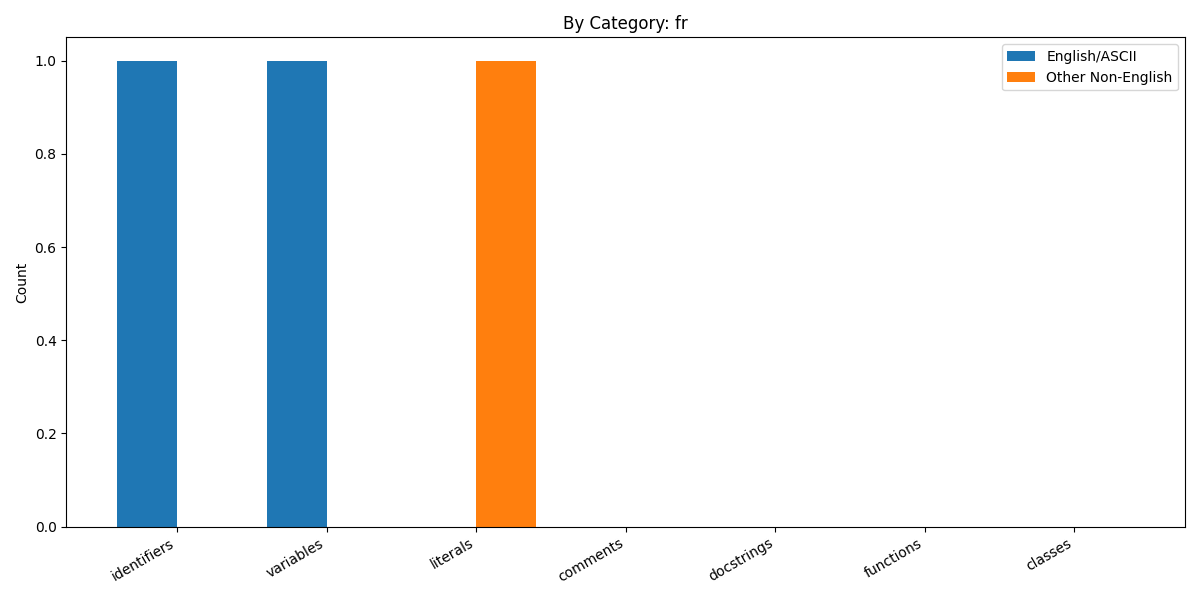 By Category: fr
English/ASCII
Other Non-English
Count
1.0
0.8
0.6
0.4
0.2
0.0
identifiers
variables
literals
comments
docstrings
functions
classes